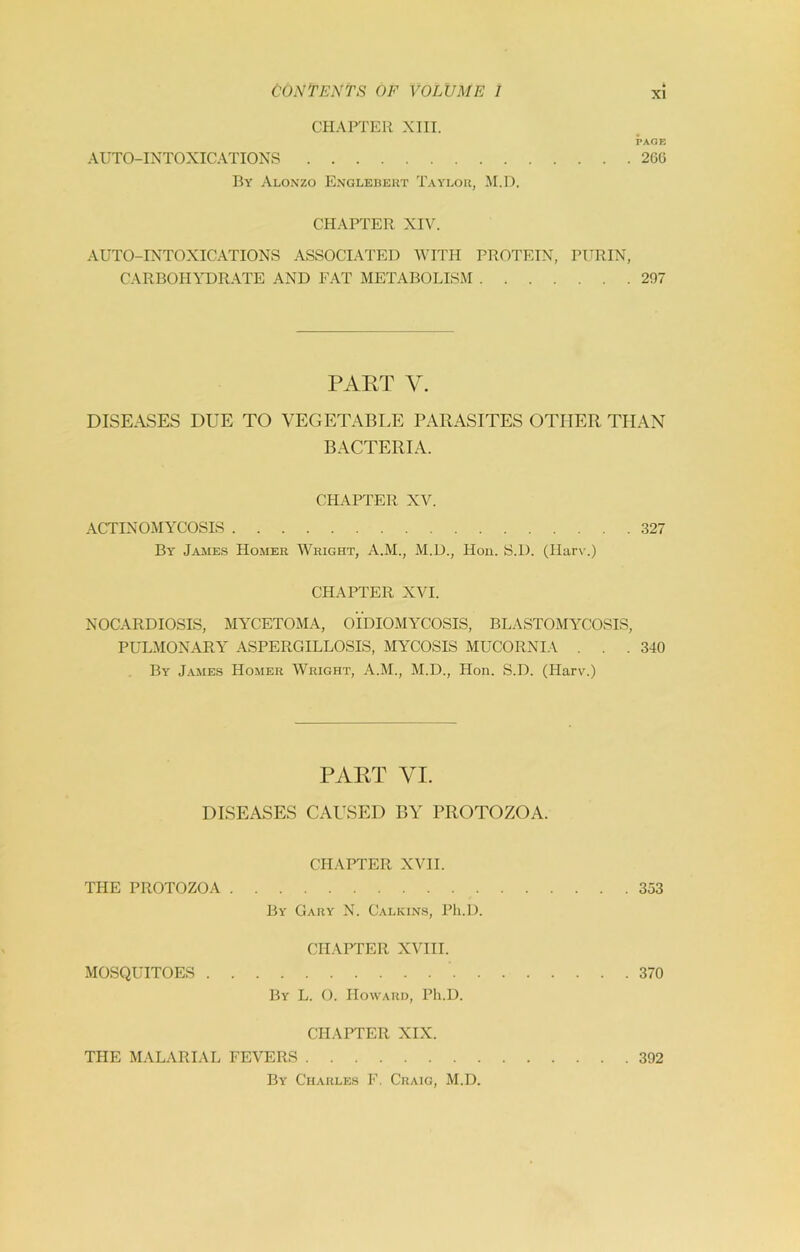 CONTENTS OF VOLUME I xi
CHAPTER XIII.
PAGE
AUTO-INTOXICATIONS . . . . . . . . . . . . . . 266
By Alonzo Englebert Taylor, M.D.
CHAPTER XIV.
AUTO-INTOXICATIONS ASSOCIATED WITH PROTEIN, PURIN,
CARBOHYDRATE AND FAT METABOLISM . . . . . . . 297
PART V.
DISEASES DUE TO VEGETABLE PARASITES OTHER THAN
BACTERIA.
CHAPTER XV.
ACTINOMYCOSIS . . . . . . . . . . . . . . . . . 327
By James Homer Wright, A.M., M.D., Hon. S.D. (Harv.)
CHAPTER XVI.
NOCARDIOSIS, MYCETOMA, OÏDIOMYCOSIS, BLASTOMYCOSIS,
PULMONARY ASPERGILLOSIS, MYCOSIS MUCORNIA . . . 340
By James Homer Wright, A.M., M.D., Hon. S.D. (Harv.)
PART VI.
DISEASES CAUSED BY PROTOZOA.
CHAPTER XVII.
THE PROTOZOA . . . . . . . . . . . . . . . . . 353
By Gary N. Calkins, Ph.D.
CHAPTER XVIII.
MOSQUITOES . . . . . . . . . . . . . . . . . . 370
By L. O. Howard, Ph.D.
CHAPTER XIX.
THE MALARIAL FEVERS . . . . . . . . . . . . . . 392
By Charles F. Craig, M.D.